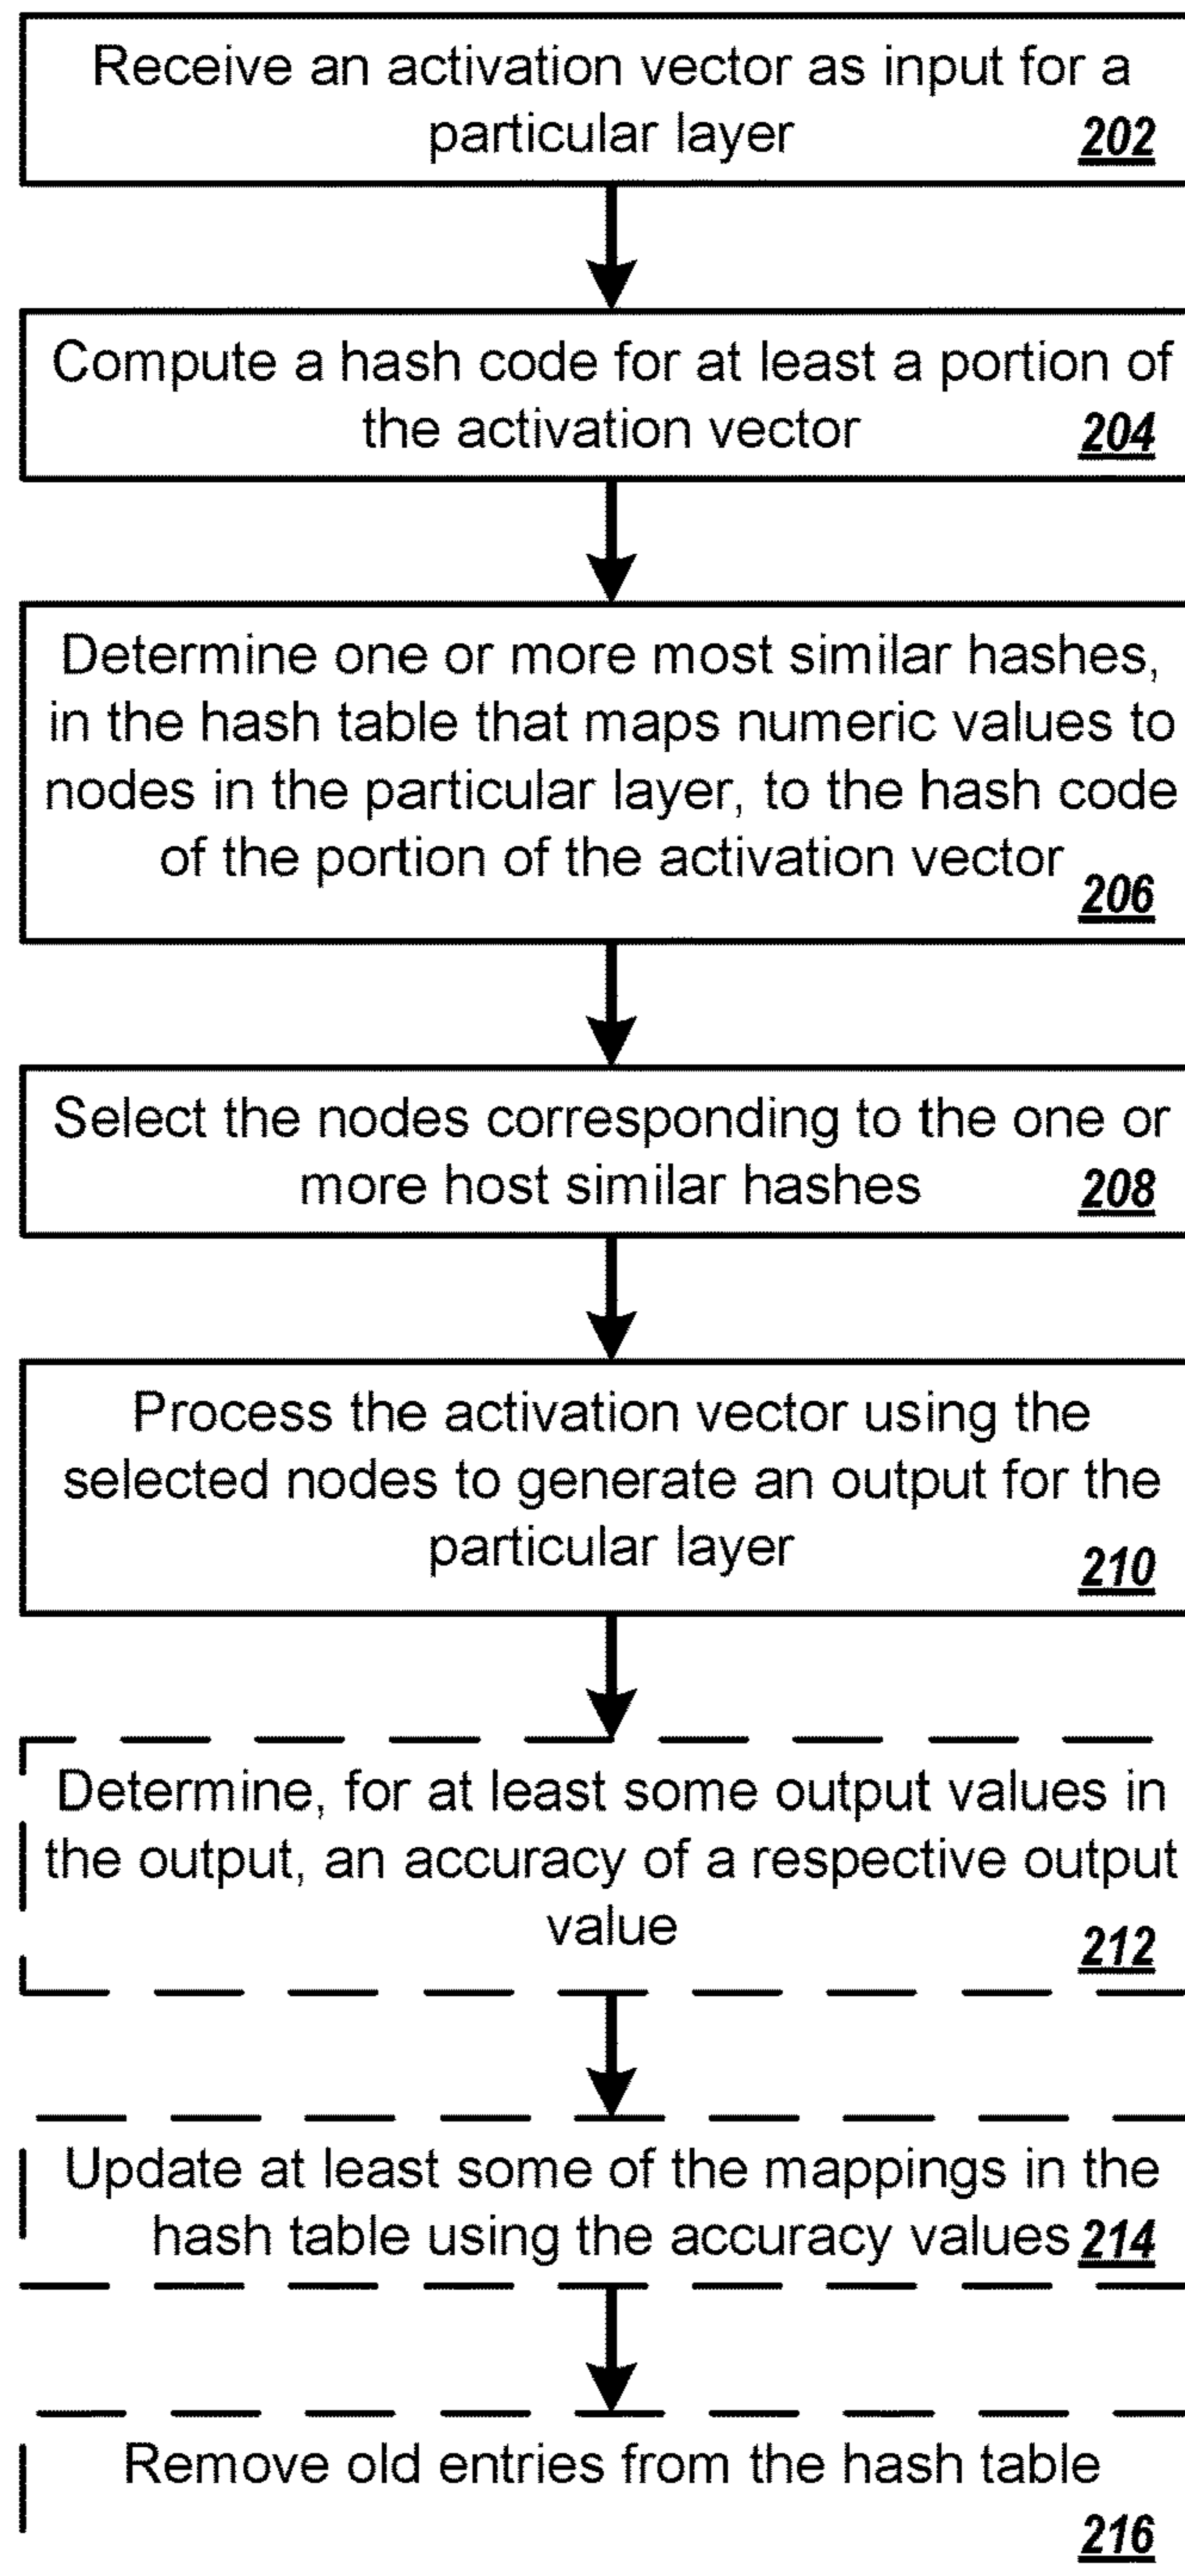 Receive an activation vector as input for a
particular layer 202
Compute a hash code for at least a portion of
the activation vector 204
Determine one or more most similar hashes,
in the hash table that maps numeric values to
nodes in the particular layer, to the hash code
of the portion of the activation vector
206
Select the nodes corresponding to the one or
more host similar hashes 208
Process the activation vector using the
selected nodes to generate an output for the
particular layer 210
Determine, for at least some output values in
the output, an accuracy of a respective output
value 212
Update at least some of the mappings in the
hash table using the accuracy values 214
Remove old entries from the hash table
216